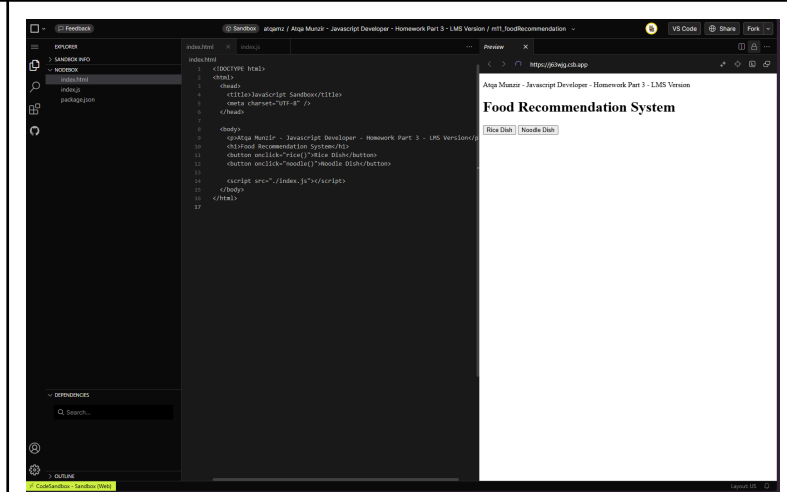 Feedback
Sandbox atqamz / Atqa Munzir - Javascript Developer - Homework Part 3 - LMS Version / m11_foodRecommendation
VS Code
Share
Fork
EXPLORER
SANDBOX INFO
NODEBOX
index.html
index.js
package.json
DEPENDENCIES
Search...
OUTLINE
index.html
index.js
index.html
1 <!DOCTYPE html>
2 <html>
3 <head>
4 <title>JavaScript Sandbox</title>
5 <meta charset="UTF-8" />
6 </head>
7
8 <body>
9 <p>Atqa Munzir - Javascript Developer - Homework Part 3 - LMS Version</p
10 <h1>Food Recommendation System</h1>
11 <button onclick="rice()">Rice Dish</button>
12 <button onclick="noodle()">Noodle Dish</button>
13
14 <script src="./index.js"></script>
15 </body>
16 </html>
17
Preview
https://j63wjg.csb.app
Atqa Munzir - Javascript Developer - Homework Part 3 - LMS Version
Food Recommendation System
Rice Dish
Noodle Dish
CodeSandbox - Sandbox (Web)
Layout: US